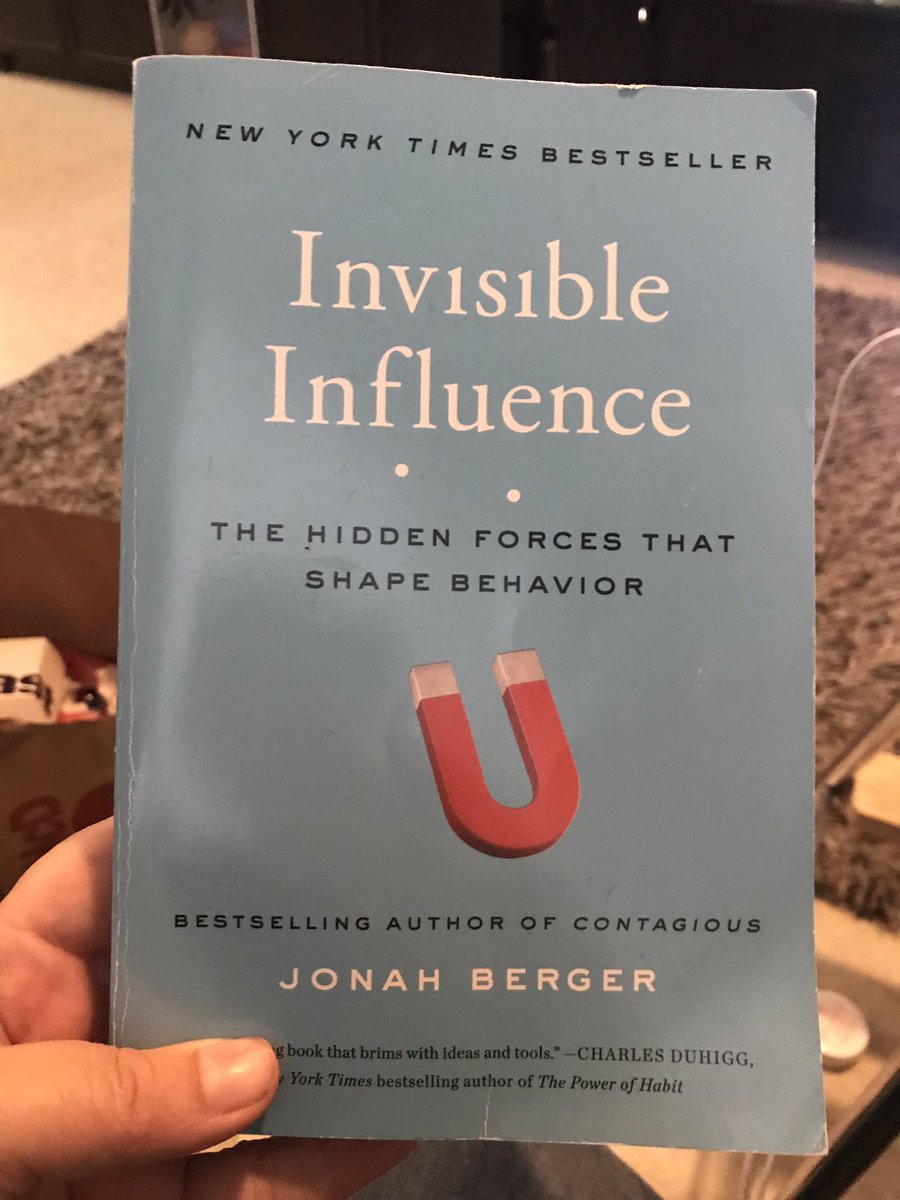 NEW YORK TIMES BESTSELLER
Invisible
Influence
THE HIDDEN FORCES THAT
SHAPE BEHAVIOR
BESTSELLING AUTHOR OF CONTAGIOUS
JONAH BERGER
book that brims with ideas and tools.” —CHARLES DUHIGG,
York Times bestselling author of The Power of Habit